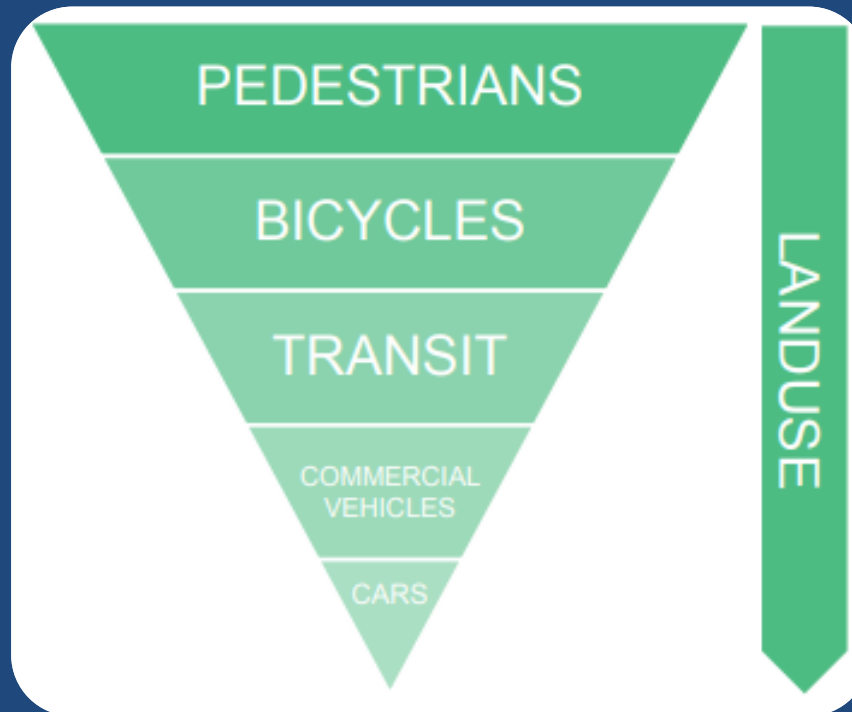 PEDESTRIANS
BICYCLES
TRANSIT
COMMERCIAL
VEHICLES
CARS
LANDUSE